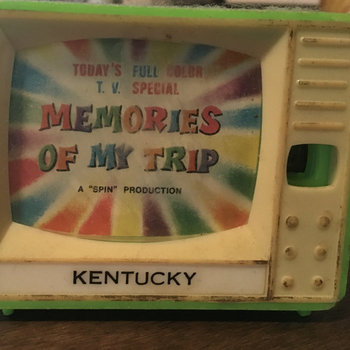 TODAY'S FULL COLOR
T. V. SPECIAL
MEMORIES
OF MY TRIP
A "SPIN" PRODUCTION
KENTUCKY